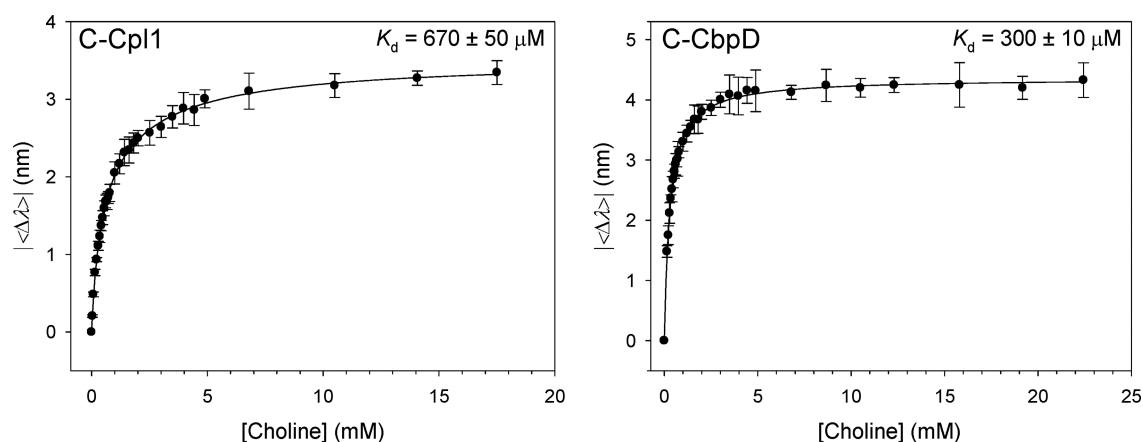 C-Cpl1
Kd = 670 ± 50 μM
4
3
2
1
0
|<Δλ>| (nm)
0 5 10 15 20
[Choline] (mM)
C-CbpD
Kd = 300 ± 10 μM
5
4
3
2
1
0
|<Δλ>| (nm)
0 5 10 15 20 25
[Choline] (mM)